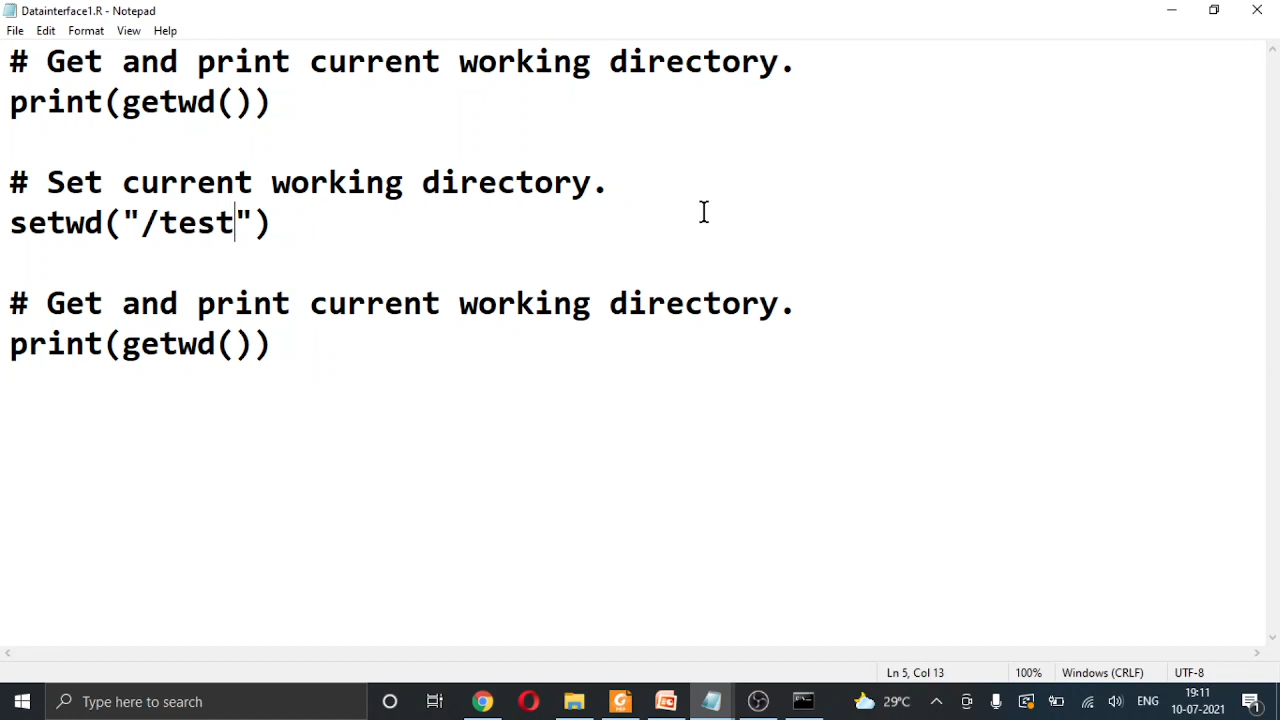 Datainterface1.R - Notepad
File Edit Format View Help
# Get and print current working directory.
print(getwd())
# Set current working directory.
setwd("/test")
# Get and print current working directory.
print(getwd())
Ln 5, Col 13 100% Windows (CRLF) UTF-8
Type here to search 29°C ENG 19:11
10-07-2021